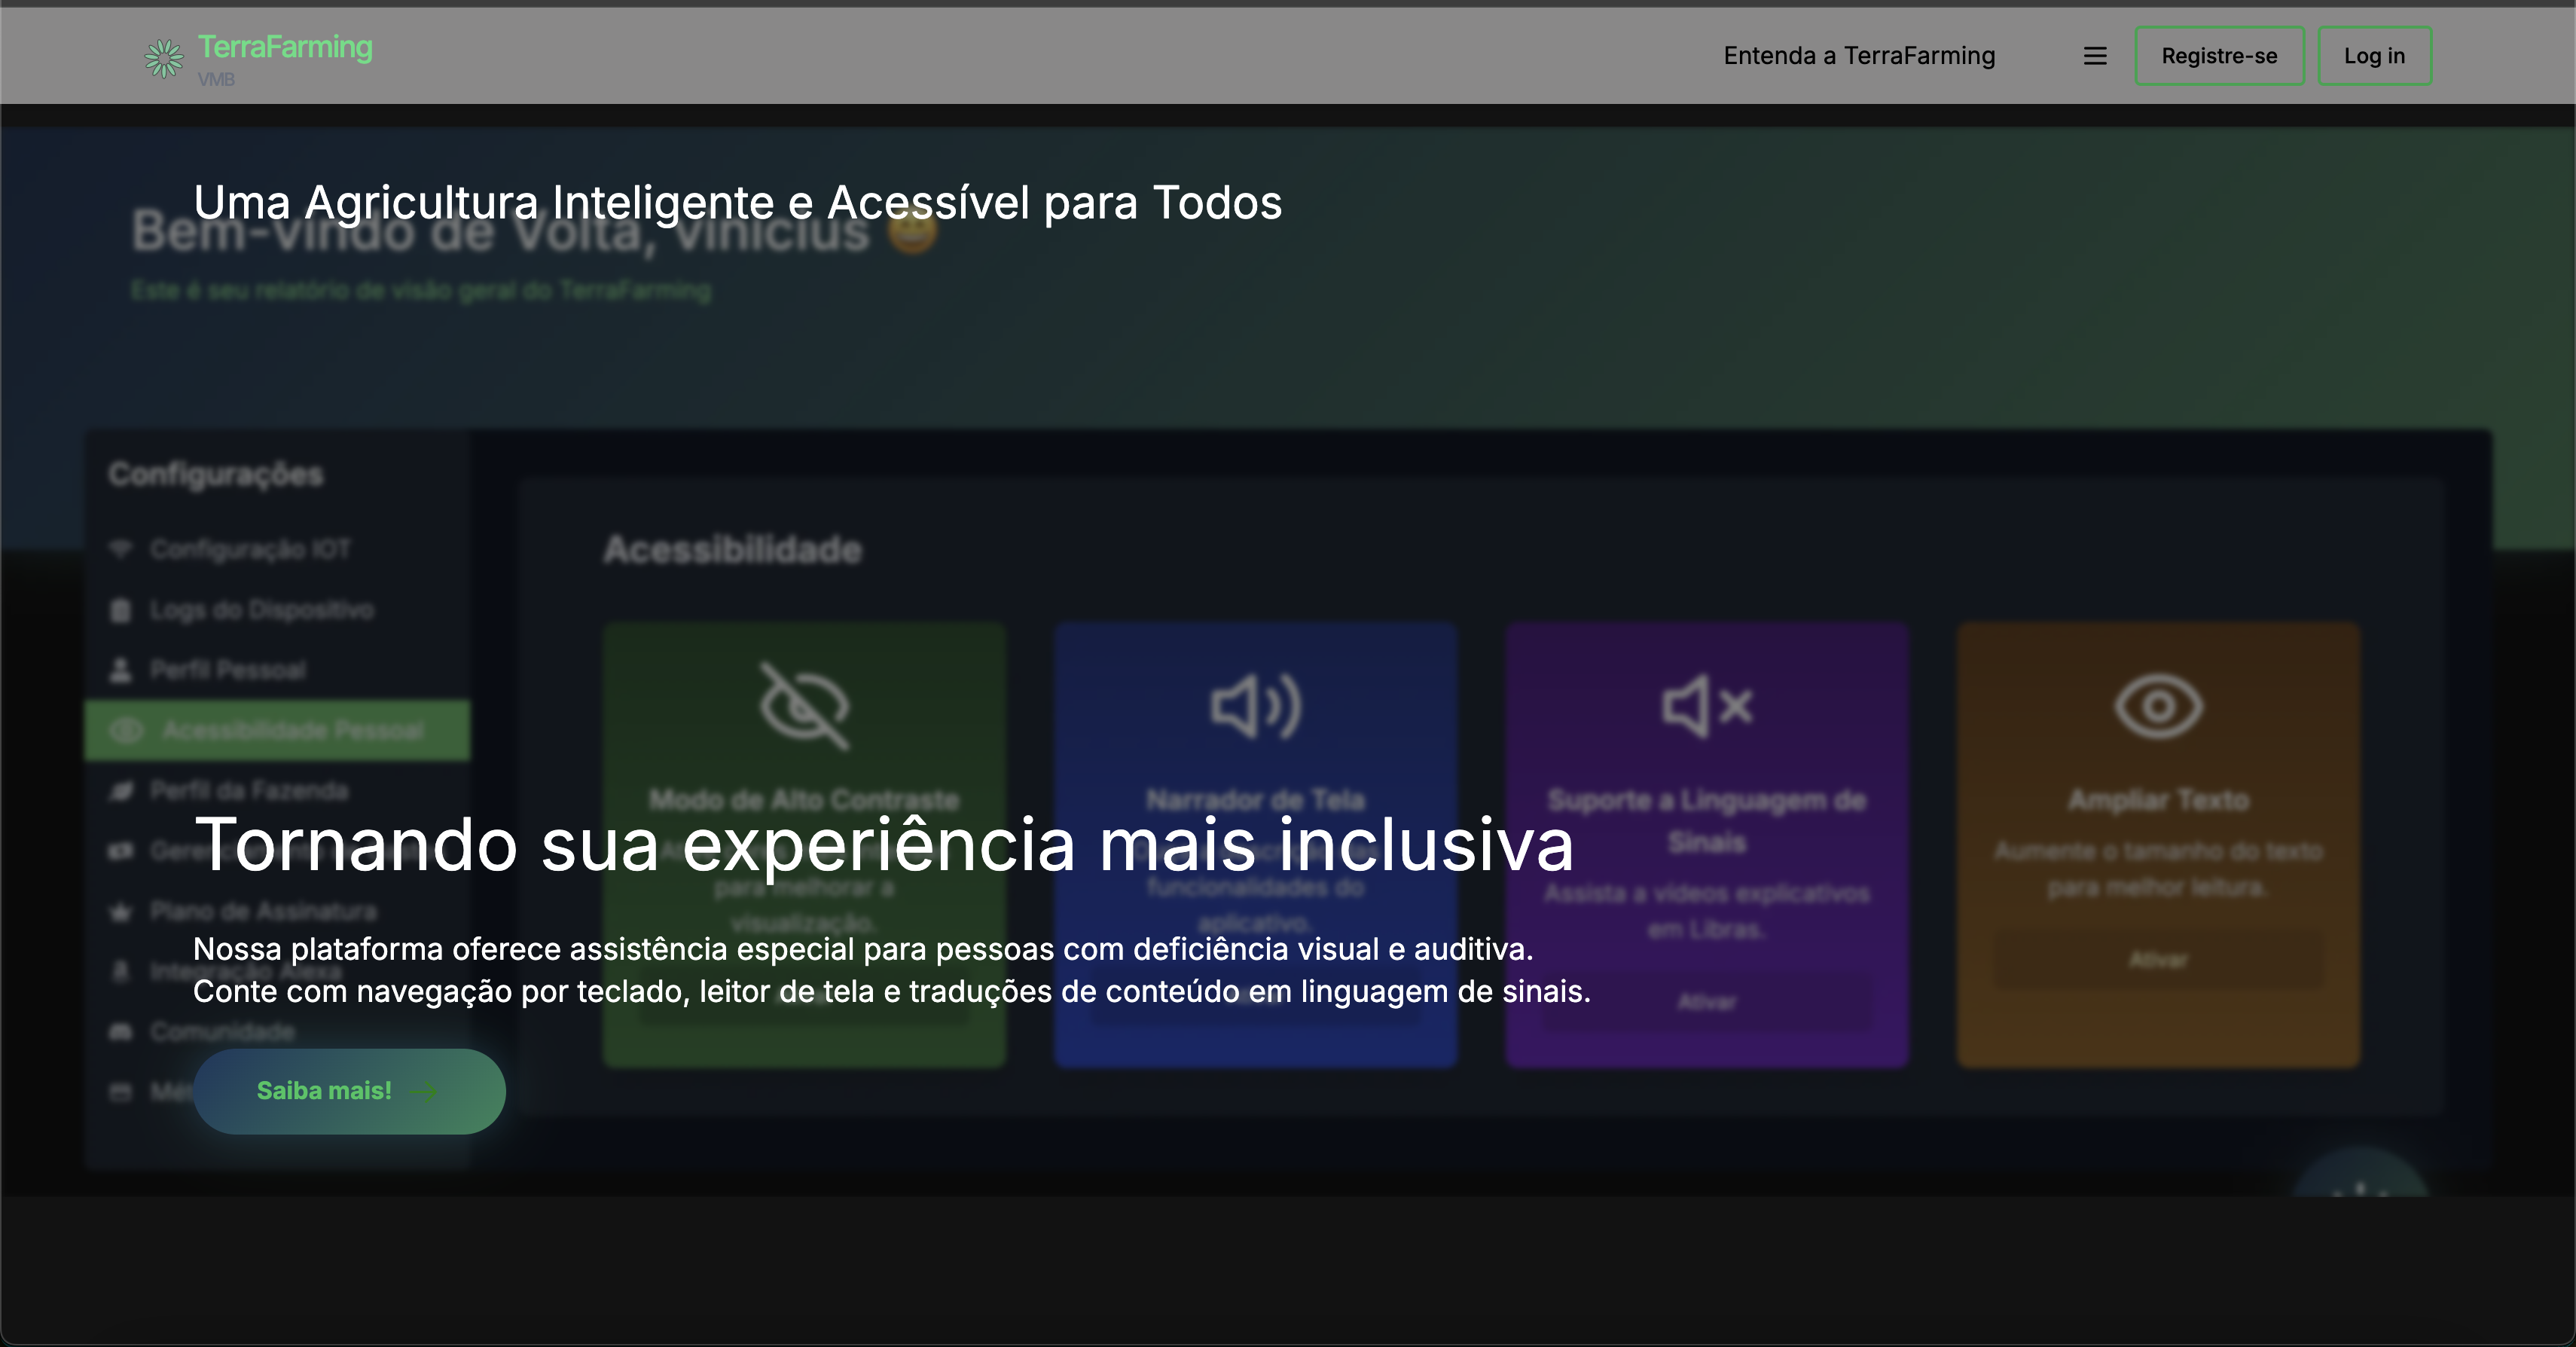 TerraFarming
VMB
Entenda a TerraFarming
Registre-se
Log in
Uma Agricultura Inteligente e Acessível para Todos
Bem-vindo de Volta, vinicius
Este é seu relatório de visão geral do TerraFarming
Configurações
Configuração IOT
Logs do Dispositivo
Perfil Pessoal
Acessibilidade Pessoal
Perfil da Fazenda
Plano de Assinatura
Integração Alexa
Comunidade
Acessibilidade
Modo de Alto Contraste
para melhorar a
visualização.
Narrador de Tela
funcionalidades do
aplicativo.
Suporte a Linguagem de
Sinais
Assista a vídeos explicativos
em Libras.
Ativar
Ampliar Texto
Aumente o tamanho do texto
para melhor leitura.
Ativar
Tornando sua experiência mais inclusiva
Nossa plataforma oferece assistência especial para pessoas com deficiência visual e auditiva.
Conte com navegação por teclado, leitor de tela e traduções de conteúdo em linguagem de sinais.
Saiba mais!